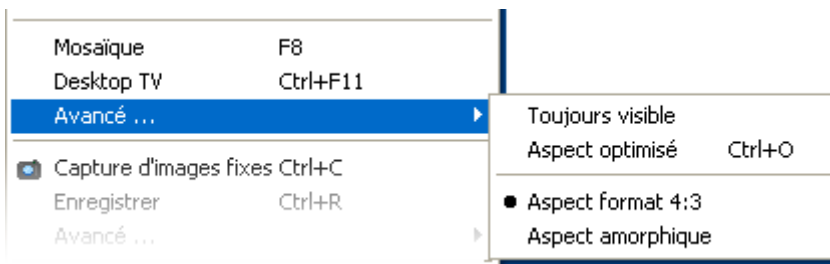 Mosaïque F8
Desktop TV Ctrl+F11
Avancé ...
Toujours visible
Aspect optimisé Ctrl+O
Capture d'images fixes Ctrl+C
Enregistrer Ctrl+R
Avancé ...
Aspect format 4:3
Aspect amorphique